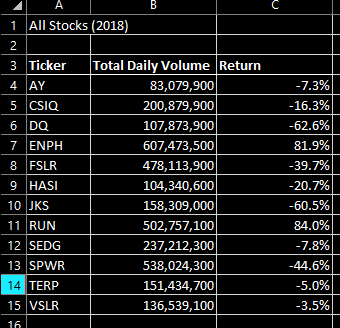 A B C
1 All Stocks (2018)
2
3 Ticker Total Daily Volume Return
4 AY 83,079,900 -7.3%
5 CSIQ 200,879,900 -16.3%
6 DQ 107,873,900 -62.6%
7 ENPH 607,473,500 81.9%
8 FSLR 478,113,900 -39.7%
9 HASI 104,340,600 -20.7%
10 JKS 158,309,000 -60.5%
11 RUN 502,757,100 84.0%
12 SEDG 237,212,300 -7.8%
13 SPWR 538,024,300 -44.6%
14 TERP 151,434,700 -5.0%
15 VSLR 136,539,100 -3.5%
16